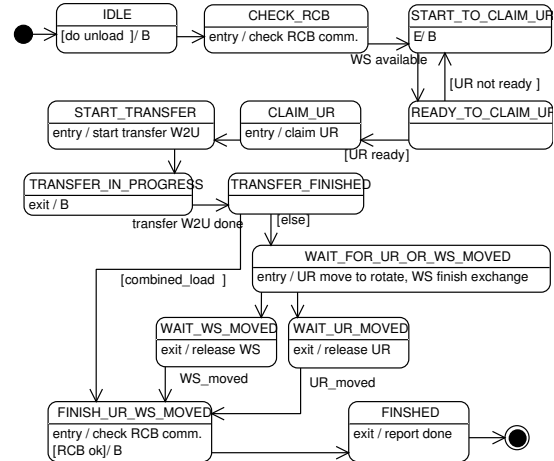 IDLE
[do unload ]/ B
CHECK_RCB
entry / check RCB comm.
START_TO_CLAIM_UR
E/ B
WS available
[UR not ready ]
START_TRANSFER
entry / start transfer W2U
CLAIM_UR
entry / claim UR
READY_TO_CLAIM_UR
[UR ready]
TRANSFER_IN_PROGRESS
exit / B
TRANSFER_FINISHED
transfer W2U done
[else]
WAIT_FOR_UR_OR_WS_MOVED
entry / UR move to rotate, WS finish exchange
[combined_load ]
WAIT_WS_MOVED
exit / release WS
WAIT_UR_MOVED
exit / release UR
WS_moved
UR_moved
FINISH_UR_WS_MOVED
entry / check RCB comm.
[RCB ok]/ B
FINSHED
exit / report done